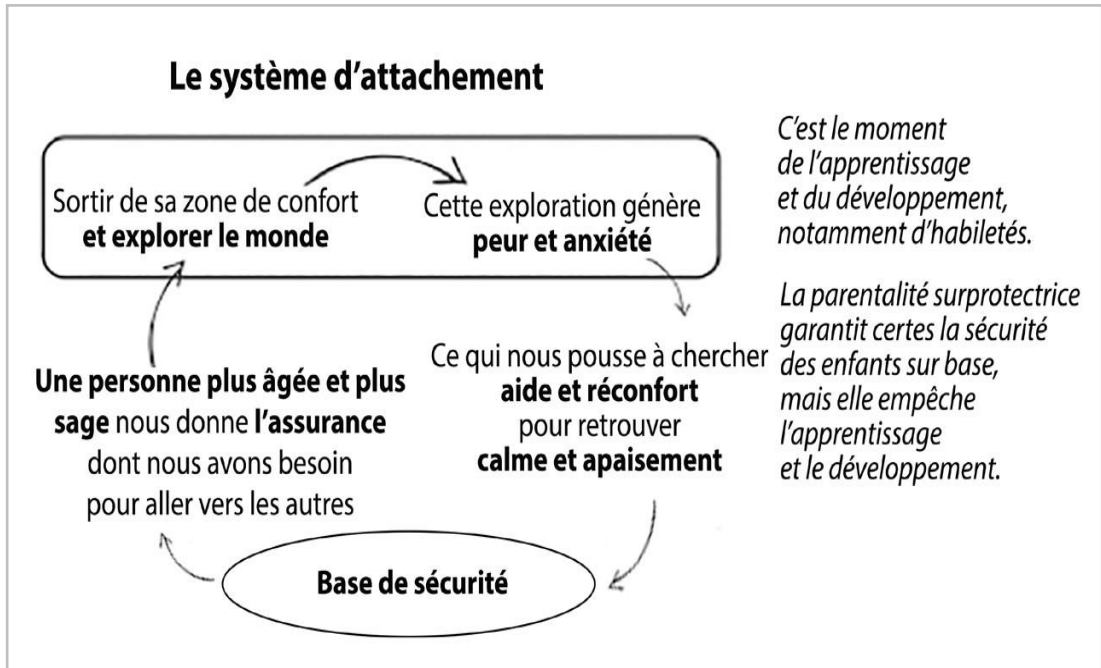 Le système d'attachement
Sortir de sa zone de confort
et explorer le monde
Cette exploration génère
peur et anxiété
C'est le moment
de l'apprentissage
et du développement,
notamment d'habiletés.
La parentalité surprotectrice
garantit certes la sécurité
des enfants sur base,
mais elle empêche
l'apprentissage
et le développement.
Ce qui nous pousse à chercher
aide et réconfort
pour retrouver
calme et apaisement
Une personne plus âgée et plus
sage nous donne l'assurance
dont nous avons besoin
pour aller vers les autres
Base de sécurité